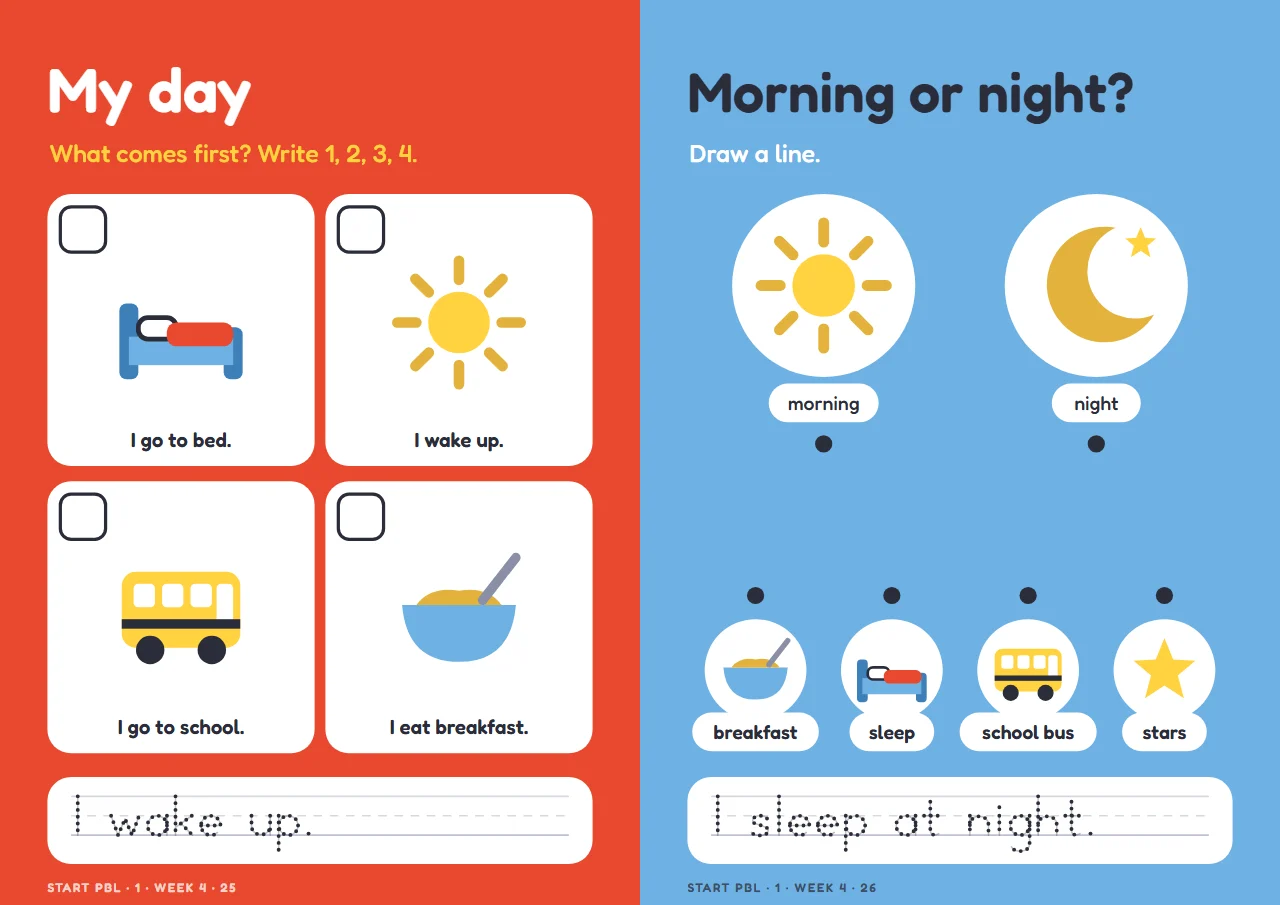 My day
What comes first? Write 1, 2, 3, 4.
I go to bed.
I wake up.
I go to school.
I eat breakfast.
I wake up.
START PBL · 1 · WEEK 4 · 25
Morning or night?
Draw a line.
morning
night
breakfast
sleep
school bus
stars
I sleep at night.
START PBL · 1 · WEEK 4 · 26